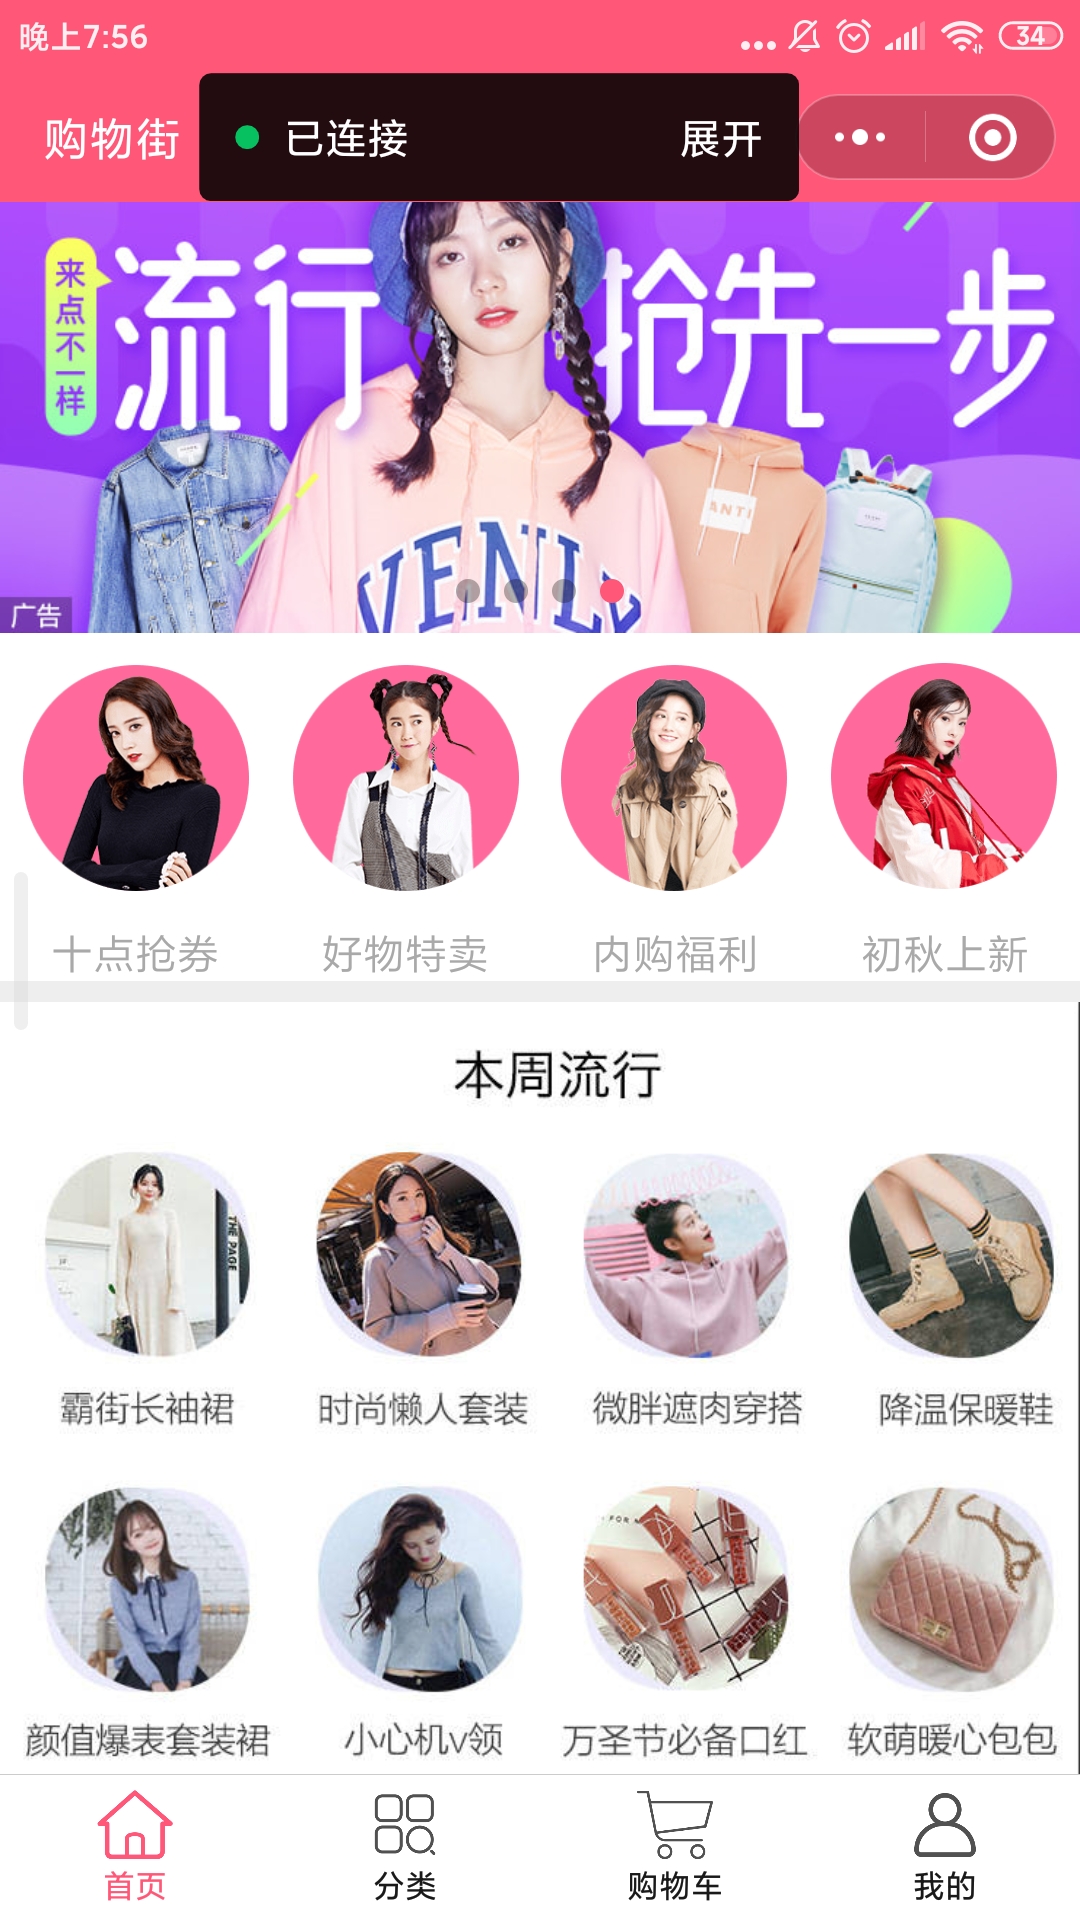 晚上7:56
34
购物街
已连接
展开
来点不一样
流行 抢先一步
ANTI
VENLY
广告
十点抢券
好物特卖
内购福利
初秋上新
本周流行
THE PAGE
霸街长袖裙
时尚懒人套装
微胖遮肉穿搭
降温保暖鞋
颜值爆表套装裙
小心机v领
万圣节必备口红
软萌暖心包包
首页
分类
购物车
我的